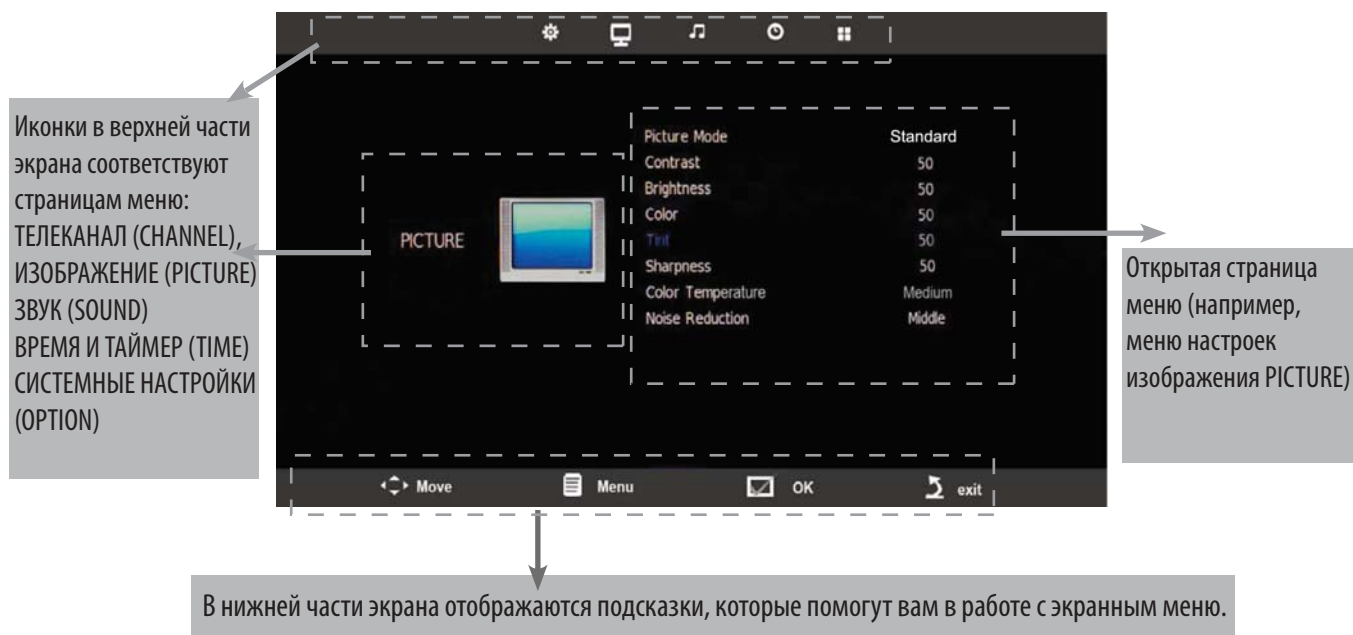 Иконки в верхней части
экрана соответствуют
страницам меню:
ТЕЛЕКАНАЛ (CHANNEL),
ИЗОБРАЖЕНИЕ (PICTURE)
ЗВУК (SOUND)
ВРЕМЯ И ТАЙМЕР (TIME)
СИСТЕМНЫЕ НАСТРОЙКИ
(OPTION)
PICTURE
Picture Mode Standard
Contrast 50
Brightness 50
Color 50
Tint 50
Sharpness 50
Color Temperature Medium
Noise Reduction Middle
Открытая страница
меню (например,
меню настроек
изображения PICTURE)
Move Menu OK exit
В нижней части экрана отображаются подсказки, которые помогут вам в работе с экранным меню.